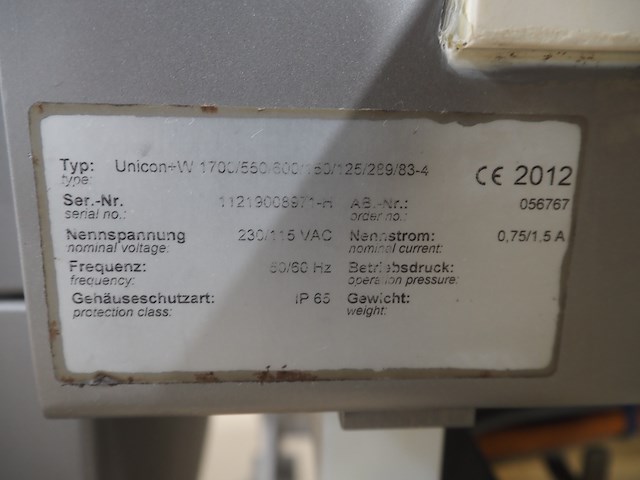 Typ: Unicon+W 1700/550/600/150/125/289/83-4
type:
CE 2012
Ser.-Nr. 11219008971-H AB.-Nr.: 056767
serial no.: order no.:
Nennspannung 230/115 VAC Nennstrom: 0,75/1,5 A
nominal voltage: nominal current:
Frequenz: 50/60 Hz Betriebsdruck:
frequency: operation pressure:
Gehäuseschutzart: IP 65 Gewicht:
protection class: weight: